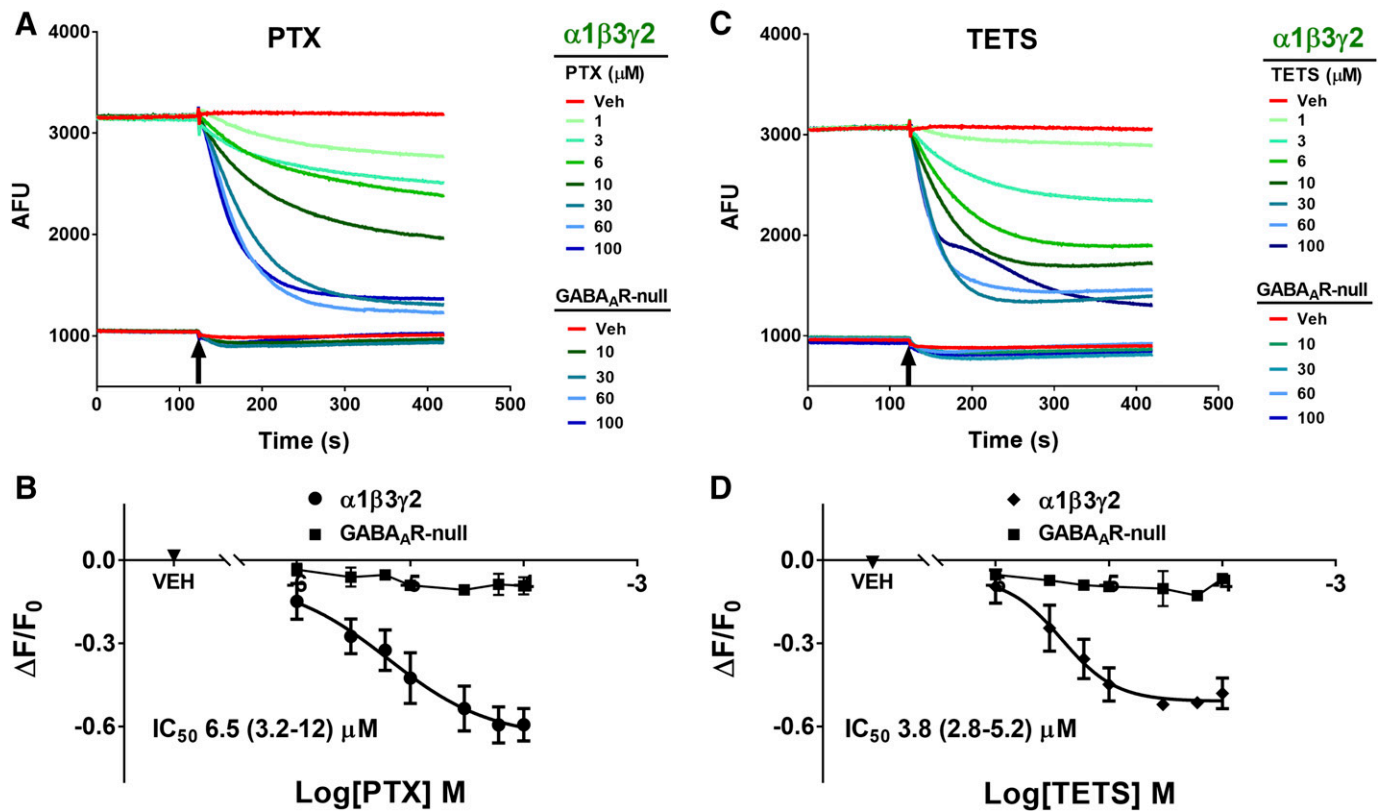 A
PTX
4000
3000
2000
1000
AFU
0 100 200 300 400 500
Time (s)
α1β3γ2
PTX (μM)
Veh
1
3
6
10
30
60
100
GABA_AR-null
Veh
10
30
60
100
C
TETS
4000
3000
2000
1000
AFU
0 100 200 300 400 500
Time (s)
α1β3γ2
TETS (μM)
Veh
1
3
6
10
30
60
100
GABA_AR-null
Veh
10
30
60
100
B
α1β3γ2
GABA_AR-null
0.0
-0.3
-0.6
ΔF/F₀
VEH
-6 -5 -4 -3
IC₅₀ 6.5 (3.2-12) μM
Log[PTX] M
D
α1β3γ2
GABA_AR-null
0.0
-0.3
-0.6
ΔF/F₀
VEH
-6 -5 -4 -3
IC₅₀ 3.8 (2.8-5.2) μM
Log[TETS] M